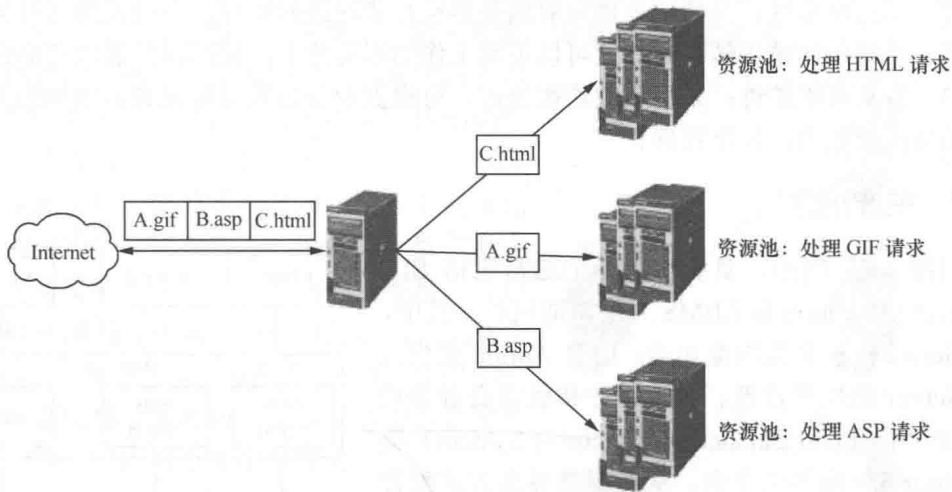 资源池：处理 HTML 请求
C.html
A.gif B.asp C.html
Internet
A.gif
资源池：处理 GIF 请求
B.asp
资源池：处理 ASP 请求